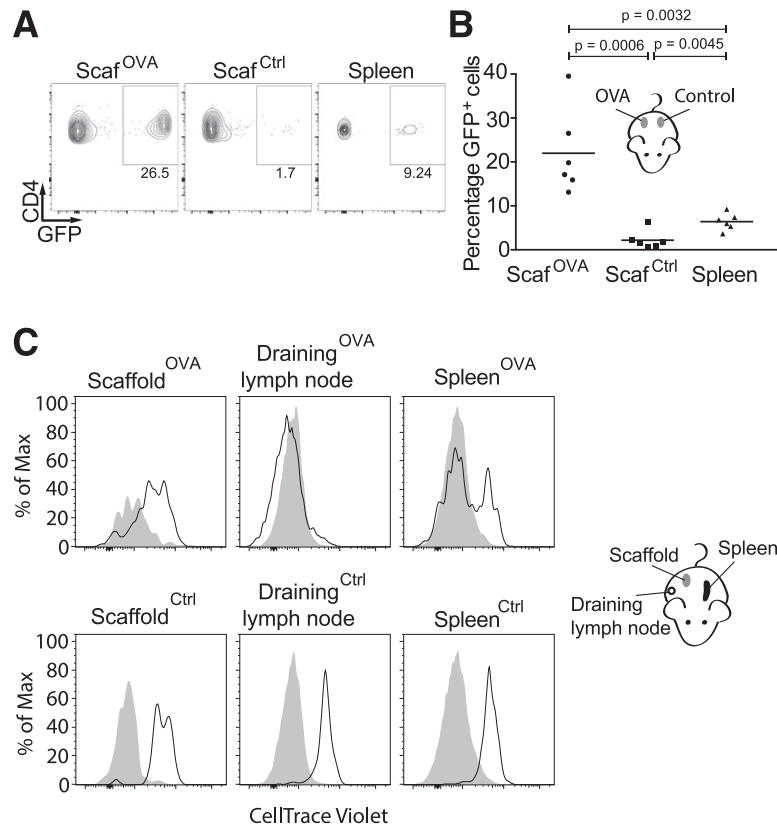 A
Scaf^OVA
Scaf^Ctrl
Spleen
26.5
1.7
9.24
CD4
GFP
B
p = 0.0032
p = 0.0006
p = 0.0045
Percentage GFP⁺ cells
40
30
20
10
0
OVA
Control
Scaf^OVA
Scaf^Ctrl
Spleen
C
Scaffold^OVA
Draining^OVA
lymph node
Spleen^OVA
% of Max
100
80
60
40
20
0
Scaffold
Spleen
Draining
lymph node
Scaffold^Ctrl
Draining^Ctrl
lymph node
Spleen^Ctrl
% of Max
100
80
60
40
20
0
CellTrace Violet